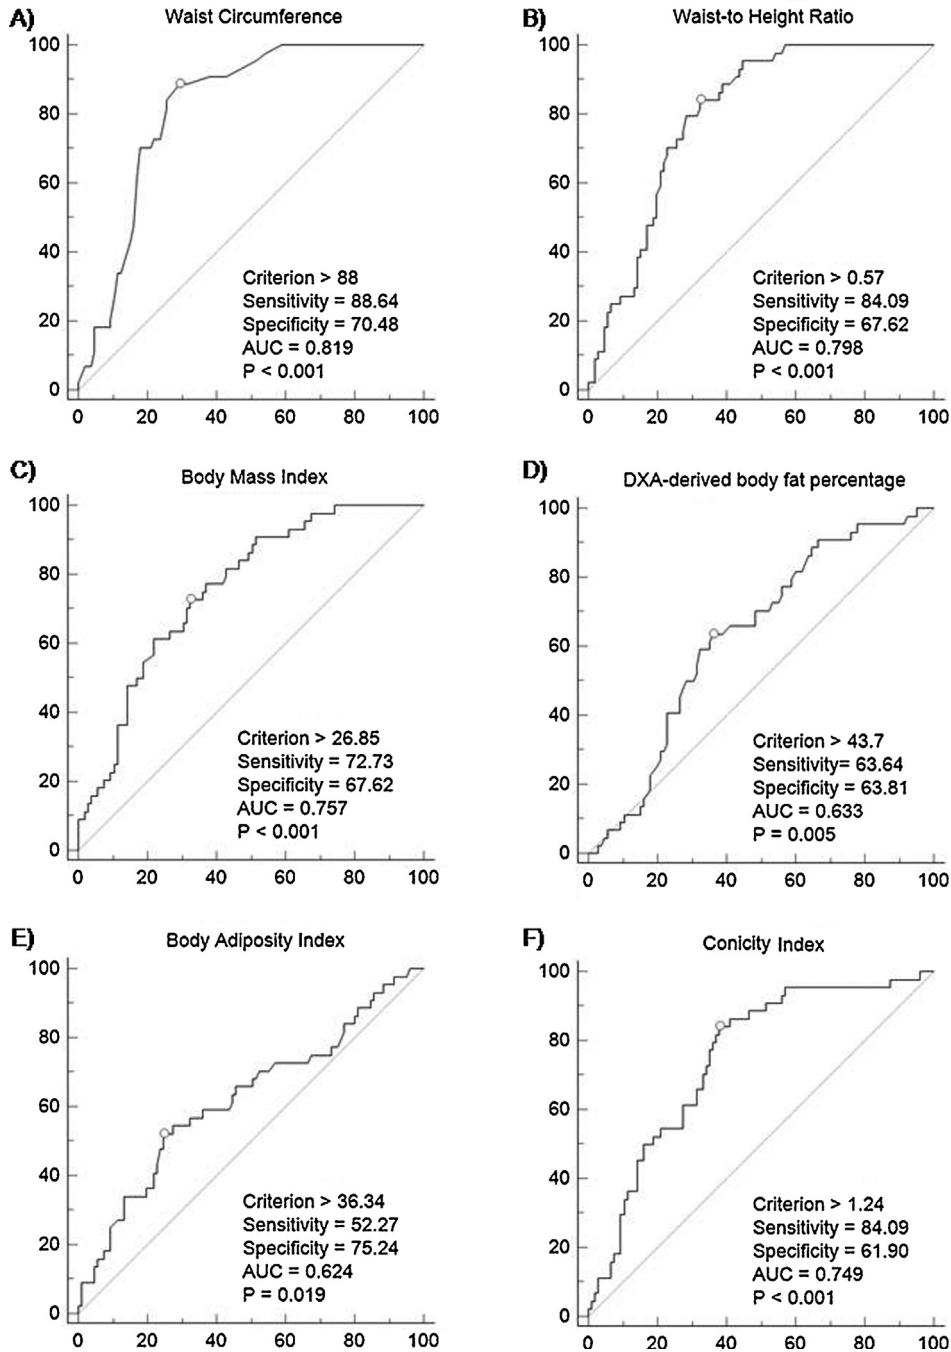 A)
Waist Circumference
100
80
60
40
20
0
0 20 40 60 80 100
Criterion > 88
Sensitivity = 88.64
Specificity = 70.48
AUC = 0.819
P < 0.001
B)
Waist-to Height Ratio
100
80
60
40
20
0
0 20 40 60 80 100
Criterion > 0.57
Sensitivity = 84.09
Specificity = 67.62
AUC = 0.798
P < 0.001
C)
Body Mass Index
100
80
60
40
20
0
0 20 40 60 80 100
Criterion > 26.85
Sensitivity = 72.73
Specificity = 67.62
AUC = 0.757
P < 0.001
D)
DXA-derived body fat percentage
100
80
60
40
20
0
0 20 40 60 80 100
Criterion > 43.7
Sensitivity= 63.64
Specificity = 63.81
AUC = 0.633
P = 0.005
E)
Body Adiposity Index
100
80
60
40
20
0
0 20 40 60 80 100
Criterion > 36.34
Sensitivity = 52.27
Specificity = 75.24
AUC = 0.624
P = 0.019
F)
Conicity Index
100
80
60
40
20
0
0 20 40 60 80 100
Criterion > 1.24
Sensitivity = 84.09
Specificity = 61.90
AUC = 0.749
P < 0.001